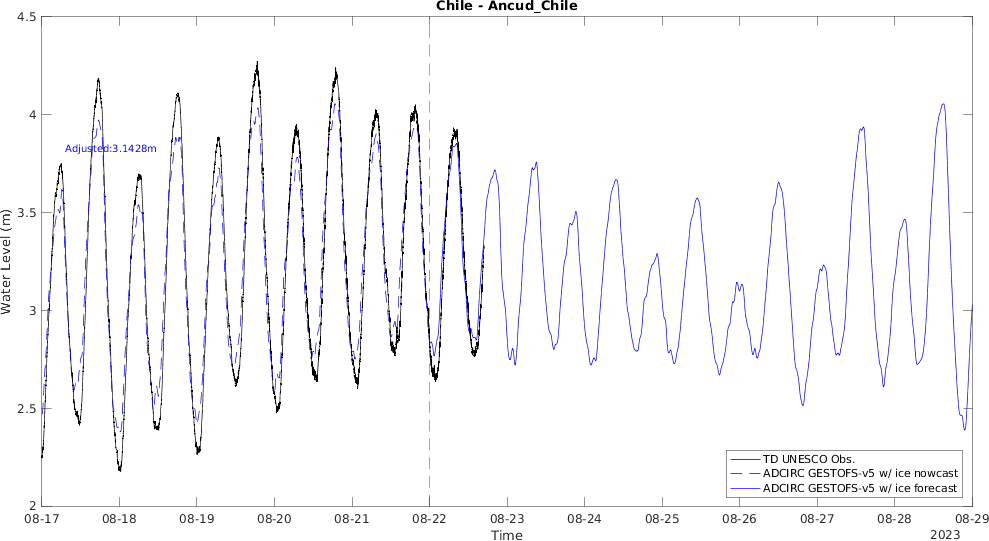 Chile - Ancud_Chile
4.5
4
3.5
3
2.5
2
Water Level (m)
Adjusted:3.1428m
TD UNESCO Obs.
ADCIRC GESTOFS-v5 w/ ice nowcast
ADCIRC GESTOFS-v5 w/ ice forecast
08-17 08-18 08-19 08-20 08-21 08-22 08-23 08-24 08-25 08-26 08-27 08-28 08-29
Time
2023